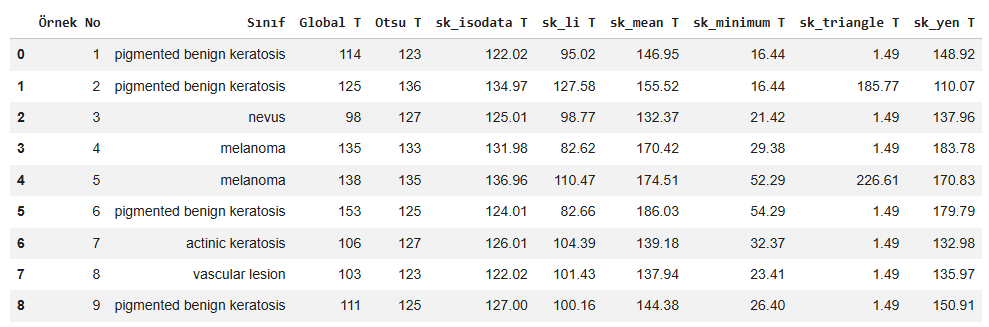 Örnek No Sınıf Global T Otsu T sk_isodata T sk_li T sk_mean T sk_minimum T sk_triangle T sk_yen T
0 1 pigmented benign keratosis 114 123 122.02 95.02 146.95 16.44 1.49 148.92
1 2 pigmented benign keratosis 125 136 134.97 127.58 155.52 16.44 185.77 110.07
2 3 nevus 98 127 125.01 98.77 132.37 21.42 1.49 137.96
3 4 melanoma 135 133 131.98 82.62 170.42 29.38 1.49 183.78
4 5 melanoma 138 135 136.96 110.47 174.51 52.29 226.61 170.83
5 6 pigmented benign keratosis 153 125 124.01 82.66 186.03 54.29 1.49 179.79
6 7 actinic keratosis 106 127 126.01 104.39 139.18 32.37 1.49 132.98
7 8 vascular lesion 103 123 122.02 101.43 137.94 23.41 1.49 135.97
8 9 pigmented benign keratosis 111 125 127.00 100.16 144.38 26.40 1.49 150.91